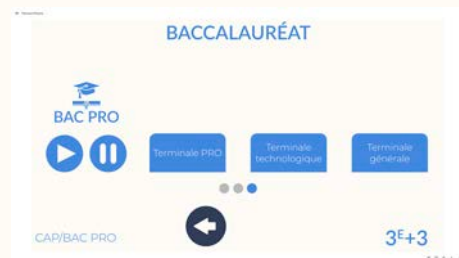 BACCALAURÉAT
BAC PRO
Terminale PRO
Terminale
technologique
Terminale
générale
CAP/BAC PRO
3ᴱ+3